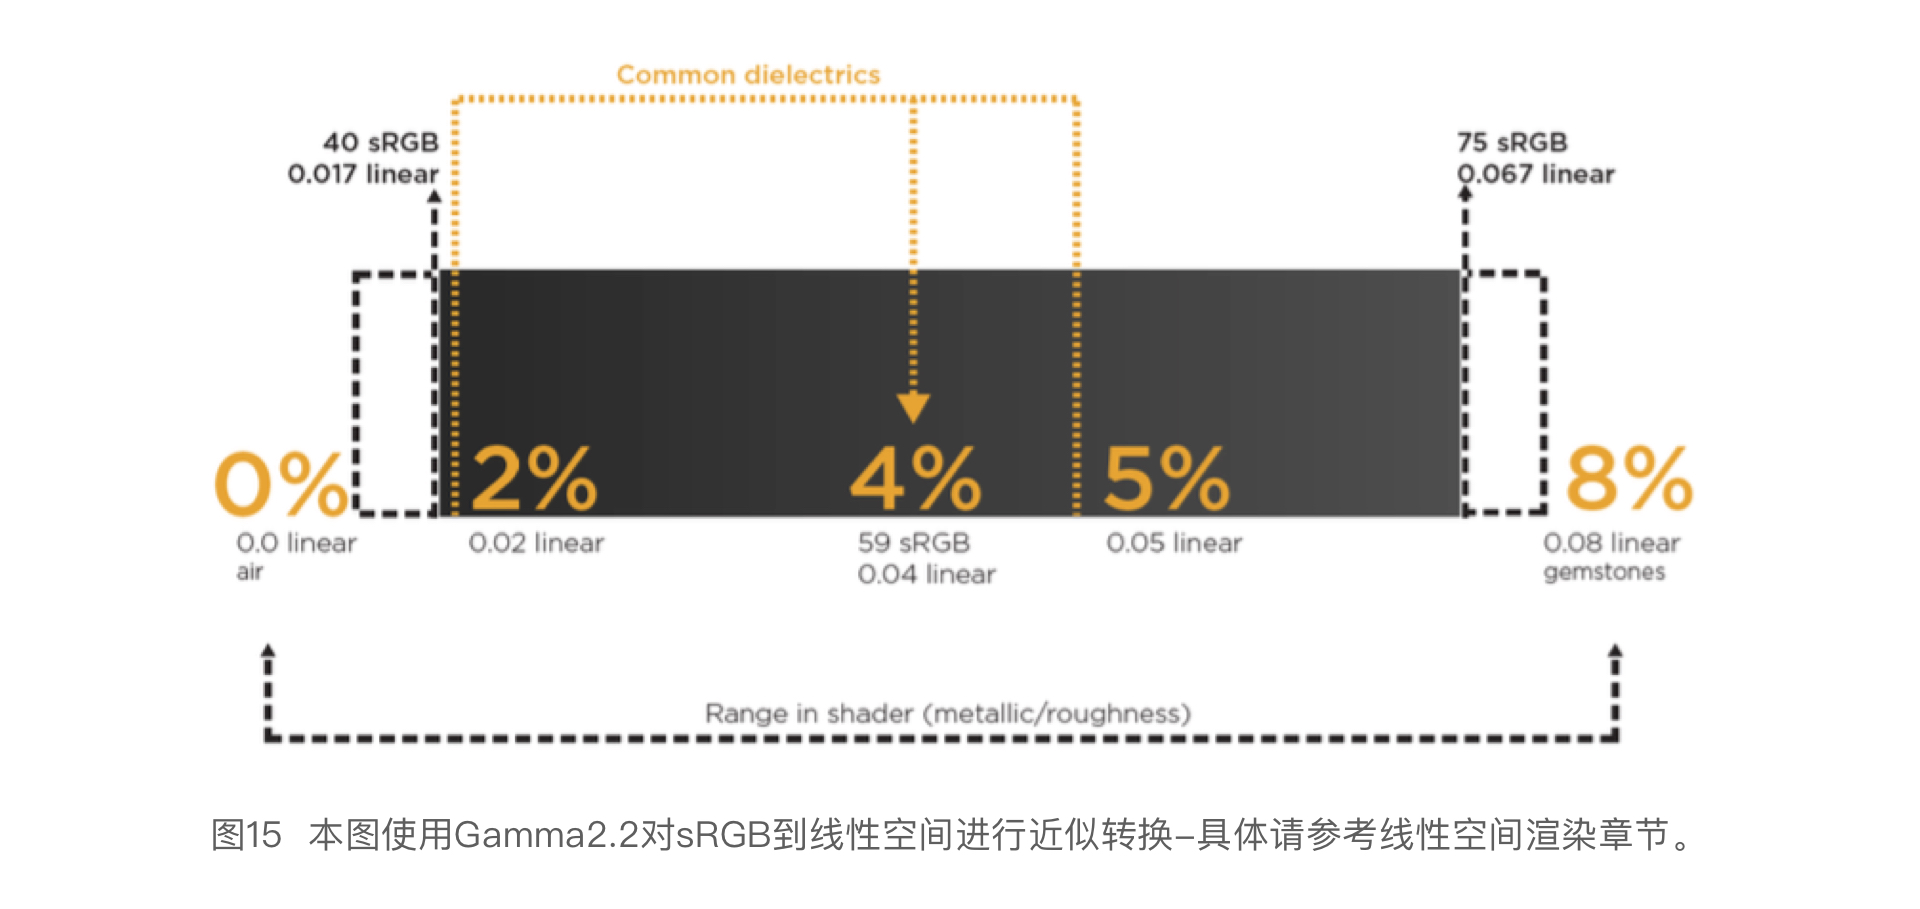 Common dielectrics
40 sRGB
0.017 linear
75 sRGB
0.067 linear
0%
2%
4%
5%
8%
0.0 linear
air
0.02 linear
59 sRGB
0.04 linear
0.05 linear
0.08 linear
gemstones
Range in shader (metallic/roughness)
图15 本图使用Gamma2.2对sRGB到线性空间进行近似转换-具体请参考线性空间渲染章节。